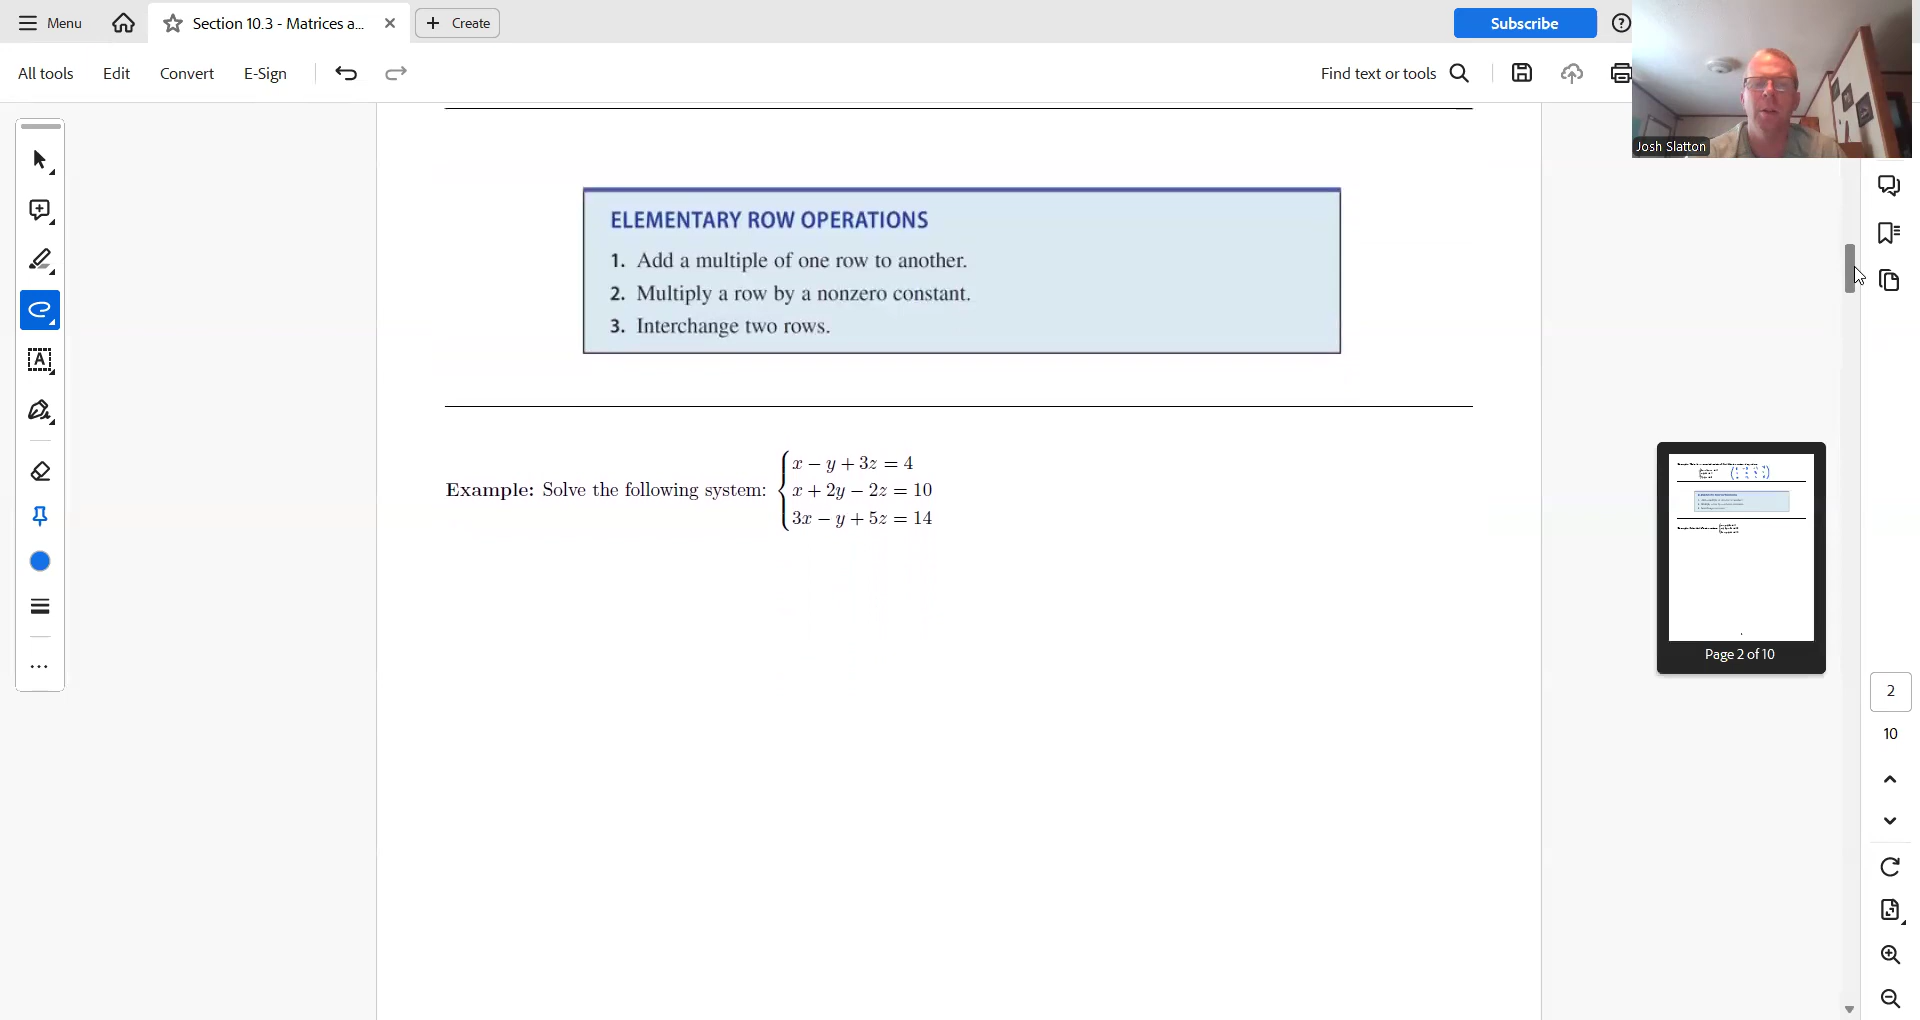 Menu
Section 10.3 - Matrices a...
Create
Subscribe
All tools
Edit
Convert
E-Sign
Find text or tools
Josh Slatton
ELEMENTARY ROW OPERATIONS
1. Add a multiple of one row to another.
2. Multiply a row by a nonzero constant.
3. Interchange two rows.
Example: Solve the following system:
x − y + 3z = 4
x + 2y − 2z = 10
3x − y + 5z = 14
Page 2 of 10
2
10